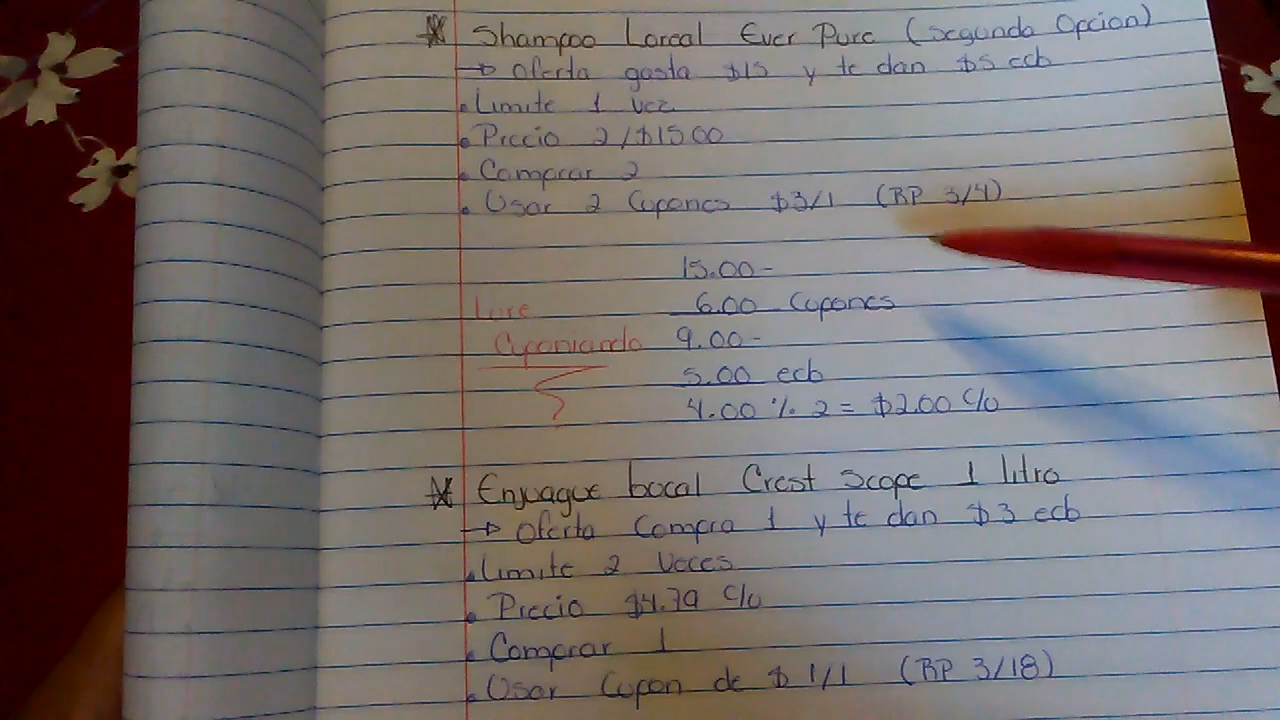 * Shampoo Loreal Ever Pure (segunda Opcion)
→ Oferta gasta $15 y te dan $5 ecb
• Limite 1 vez
• Precio 2/$15.00
• Comprar 2
• Usar 2 Cupones $3/1 (RP 3/4)
15.00-
6.00 Cupones
Lore
Cuponiando 9.00-
5.00 ecb
4.00 % 2 = $2.00 c/o
* Enjuague bocal Crest Scope 1 litro
→ Oferta Compra 1 y te dan $3 ecb
• Limite 2 Veces
• Precio $4.79 c/o
• Comprar 1
• Usar Cupon de $1/1 (RP 3/18)